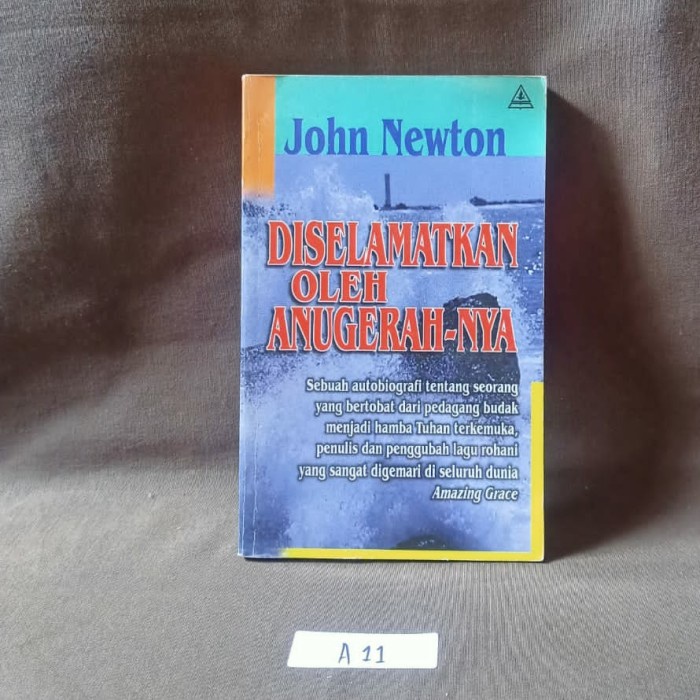 John Newton
DISELAMATKAN
OLEH
ANUGERAH-NYA
Sebuah autobiografi tentang seorang
yang bertobat dari pedagang budak
menjadi hamba Tuhan terkemuka,
penulis dan penggubah lagu rohani
yang sangat digemari di seluruh dunia
Amazing Grace
A 11